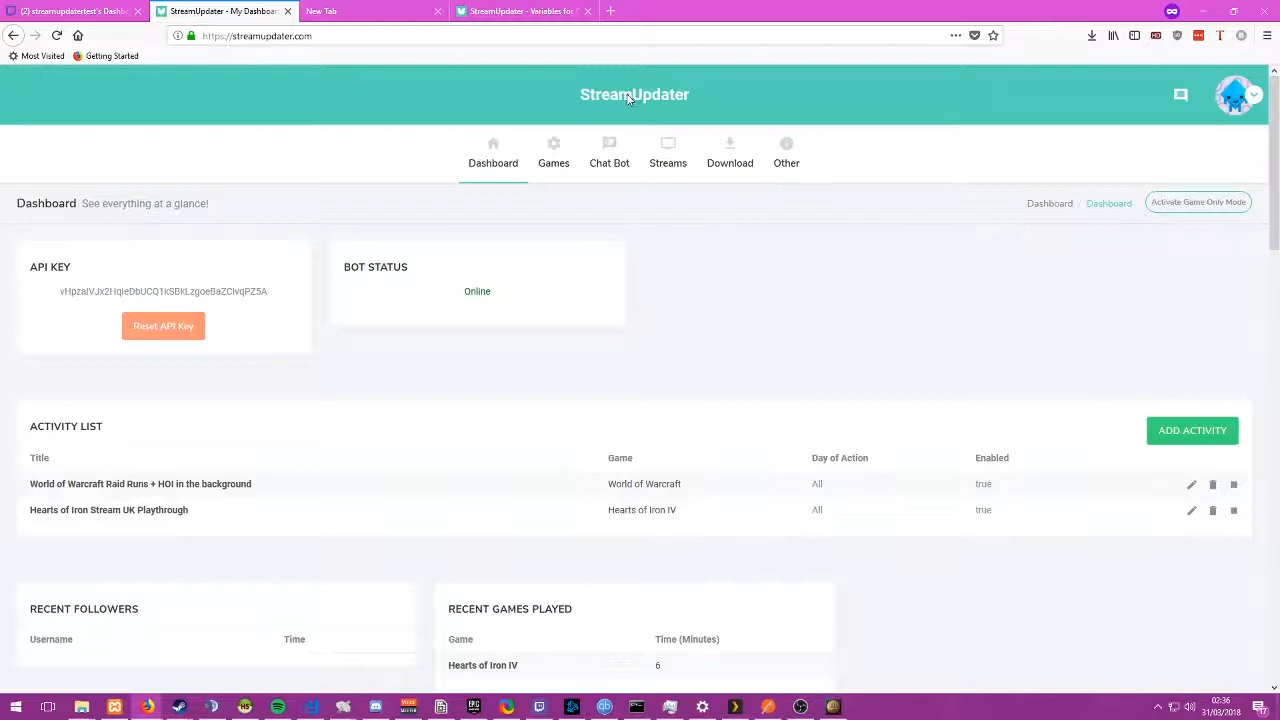 (2) streamupdatertest's Dashb
StreamUpdater - My Dashboar
New Tab
StreamUpdater - Variables for
https://streamupdater.com
Most Visited
Getting Started
StreamUpdater
Dashboard
Games
Chat Bot
Streams
Download
Other
Dashboard See everything at a glance!
Dashboard / Dashboard
Activate Game Only Mode
API KEY
BOT STATUS
Online
Reset API Key
ACTIVITY LIST
ADD ACTIVITY
Title Game Day of Action Enabled
World of Warcraft Raid Runs + HOI in the background World of Warcraft All true
Hearts of Iron Stream UK Playthrough Hearts of Iron IV All true
RECENT FOLLOWERS
Username Time
RECENT GAMES PLAYED
Game Time (Minutes)
Hearts of Iron IV 6
02:36
31/03/2018